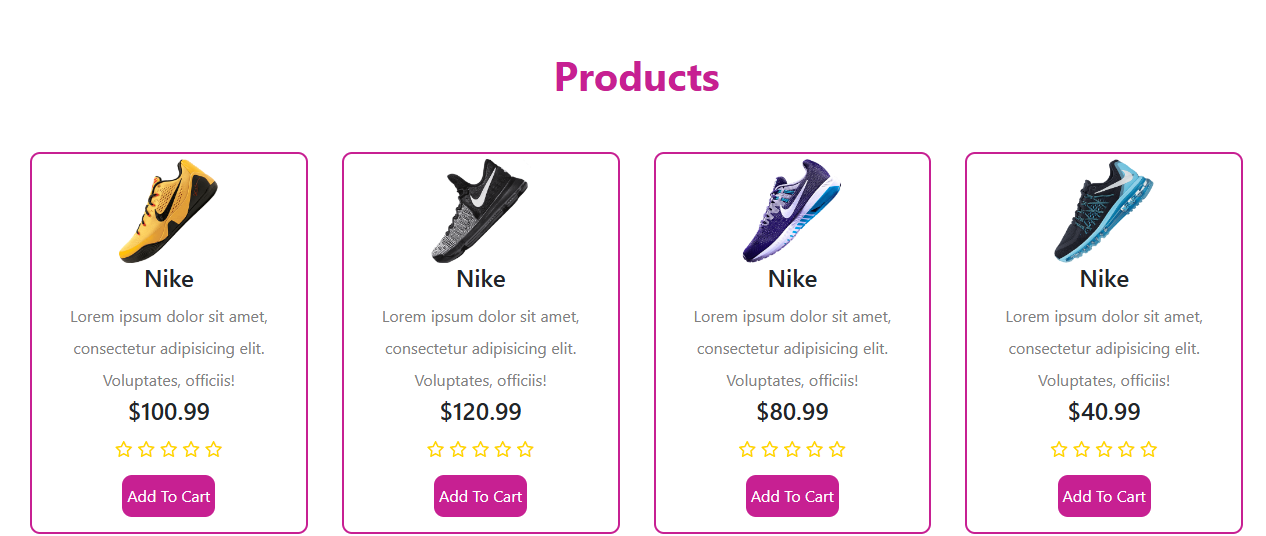 Products
Nike
Lorem ipsum dolor sit amet,
consectetur adipisicing elit.
Voluptates, officiis!
$100.99
Add To Cart
Nike
Lorem ipsum dolor sit amet,
consectetur adipisicing elit.
Voluptates, officiis!
$120.99
Add To Cart
Nike
Lorem ipsum dolor sit amet,
consectetur adipisicing elit.
Voluptates, officiis!
$80.99
Add To Cart
Nike
Lorem ipsum dolor sit amet,
consectetur adipisicing elit.
Voluptates, officiis!
$40.99
Add To Cart